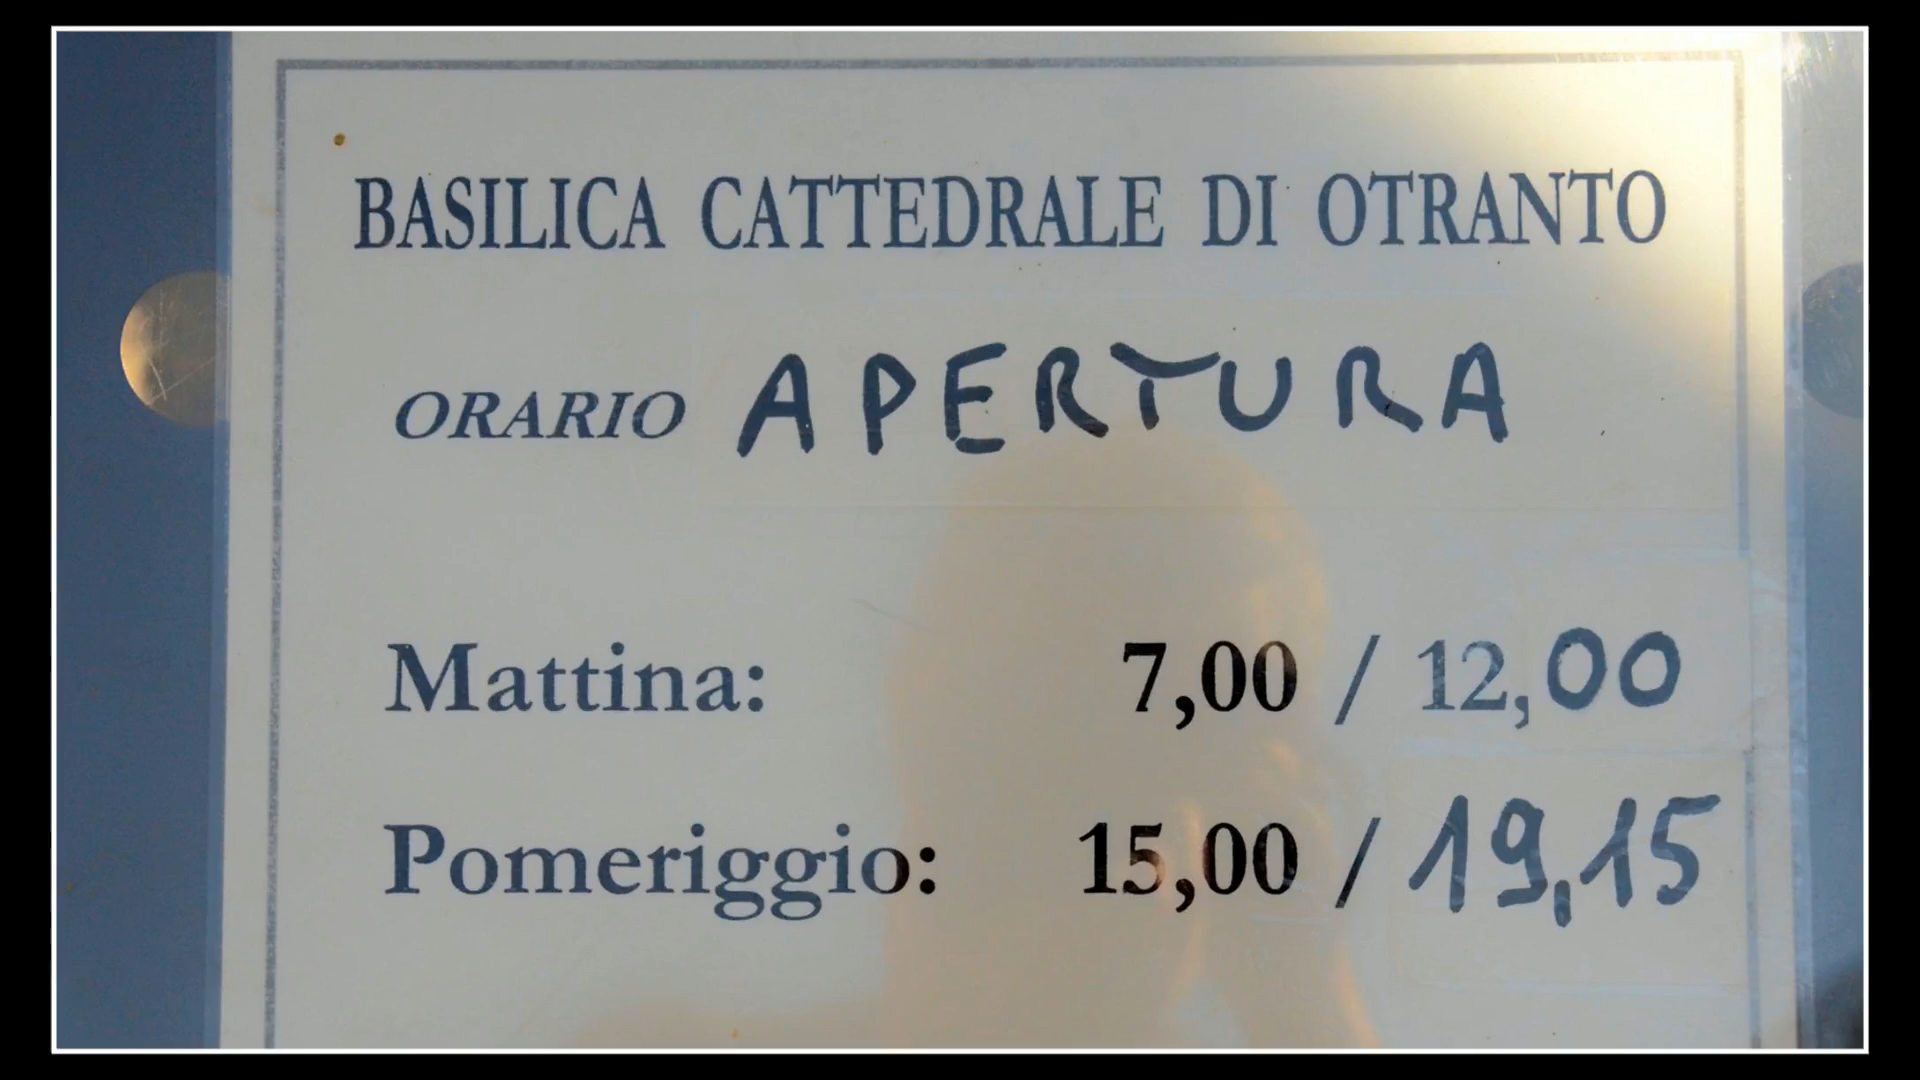 BASILICA CATTEDRALE DI OTRANTO
ORARIO APERTURA
Mattina: 7,00 / 12,00
Pomeriggio: 15,00 / 19,15